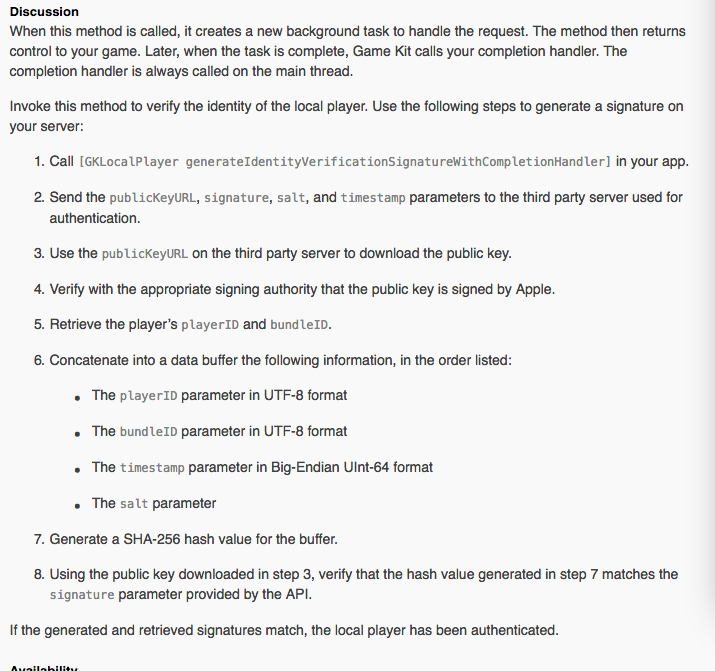 Discussion
When this method is called, it creates a new background task to handle the request. The method then returns
control to your game. Later, when the task is complete, Game Kit calls your completion handler. The
completion handler is always called on the main thread.
Invoke this method to verify the identity of the local player. Use the following steps to generate a signature on
your server:
1. Call [GKLocalPlayer generateIdentityVerificationSignatureWithCompletionHandler] in your app.
2. Send the publicKeyURL, signature, salt, and timestamp parameters to the third party server used for
authentication.
3. Use the publicKeyURL on the third party server to download the public key.
4. Verify with the appropriate signing authority that the public key is signed by Apple.
5. Retrieve the player’s playerID and bundleID.
6. Concatenate into a data buffer the following information, in the order listed:
• The playerID parameter in UTF-8 format
• The bundleID parameter in UTF-8 format
• The timestamp parameter in Big-Endian UInt-64 format
• The salt parameter
7. Generate a SHA-256 hash value for the buffer.
8. Using the public key downloaded in step 3, verify that the hash value generated in step 7 matches the
signature parameter provided by the API.
If the generated and retrieved signatures match, the local player has been authenticated.
Availability